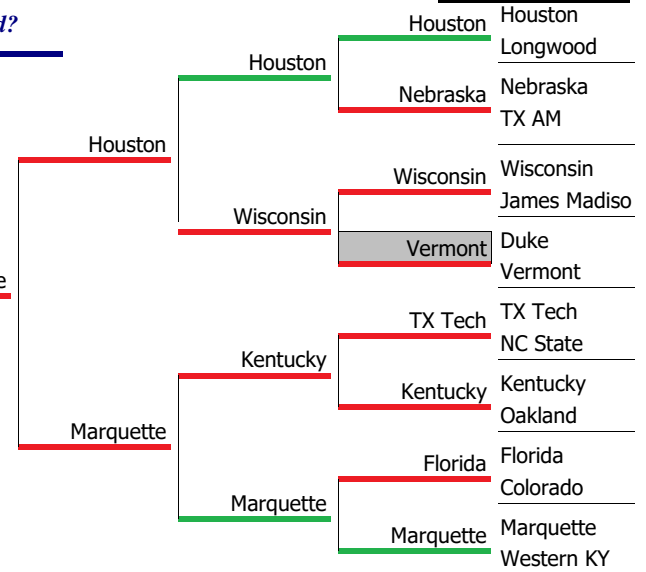 d?
Houston
Houston
Longwood
Houston
Nebraska
Nebraska
TX AM
Houston
Wisconsin
Wisconsin
James Madiso
Wisconsin
Vermont
Duke
Vermont
e
TX Tech
TX Tech
NC State
Kentucky
Kentucky
Kentucky
Oakland
Marquette
Florida
Florida
Colorado
Marquette
Marquette
Marquette
Western KY